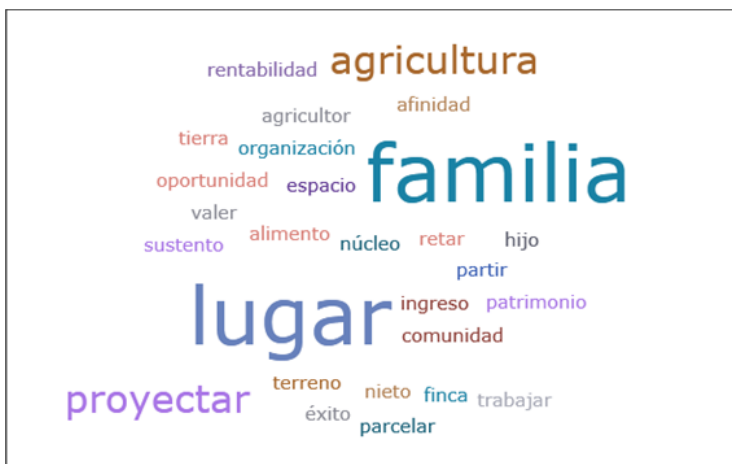 agricultura
rentabilidad
afinidad
agricultor
tierra
organización
familia
oportunidad
espacio
valer
sustento
alimento
núcleo
retar
hijo
partir
lugar
ingreso
patrimonio
comunidad
proyectar
terreno
nieto
finca
trabajar
éxito
parcelar